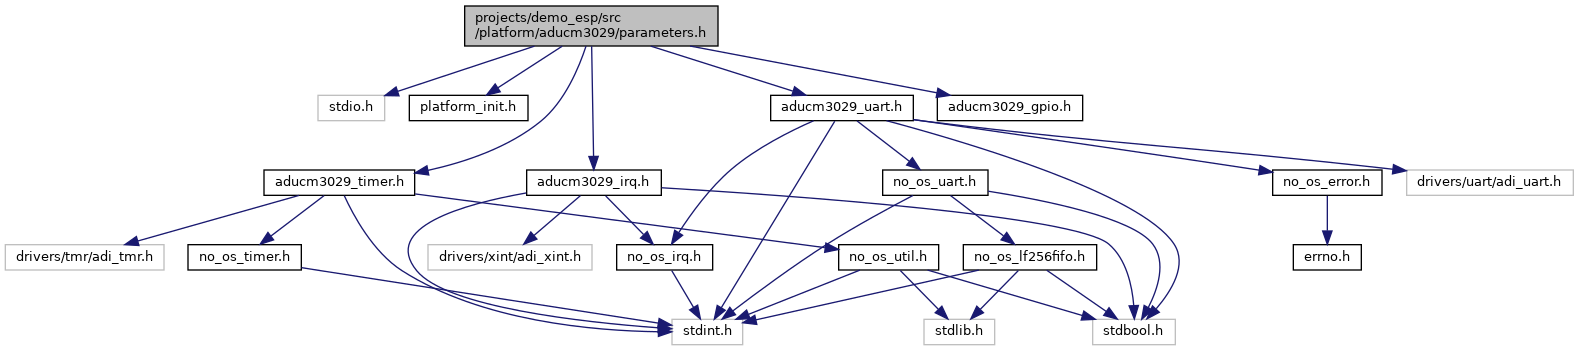 projects/demo_esp/src
/platform/aducm3029/parameters.h
stdio.h
platform_init.h
aducm3029_uart.h
aducm3029_gpio.h
aducm3029_timer.h
aducm3029_irq.h
no_os_uart.h
no_os_error.h
drivers/uart/adi_uart.h
drivers/tmr/adi_tmr.h
no_os_timer.h
drivers/xint/adi_xint.h
no_os_irq.h
no_os_util.h
no_os_lf256fifo.h
errno.h
stdint.h
stdlib.h
stdbool.h